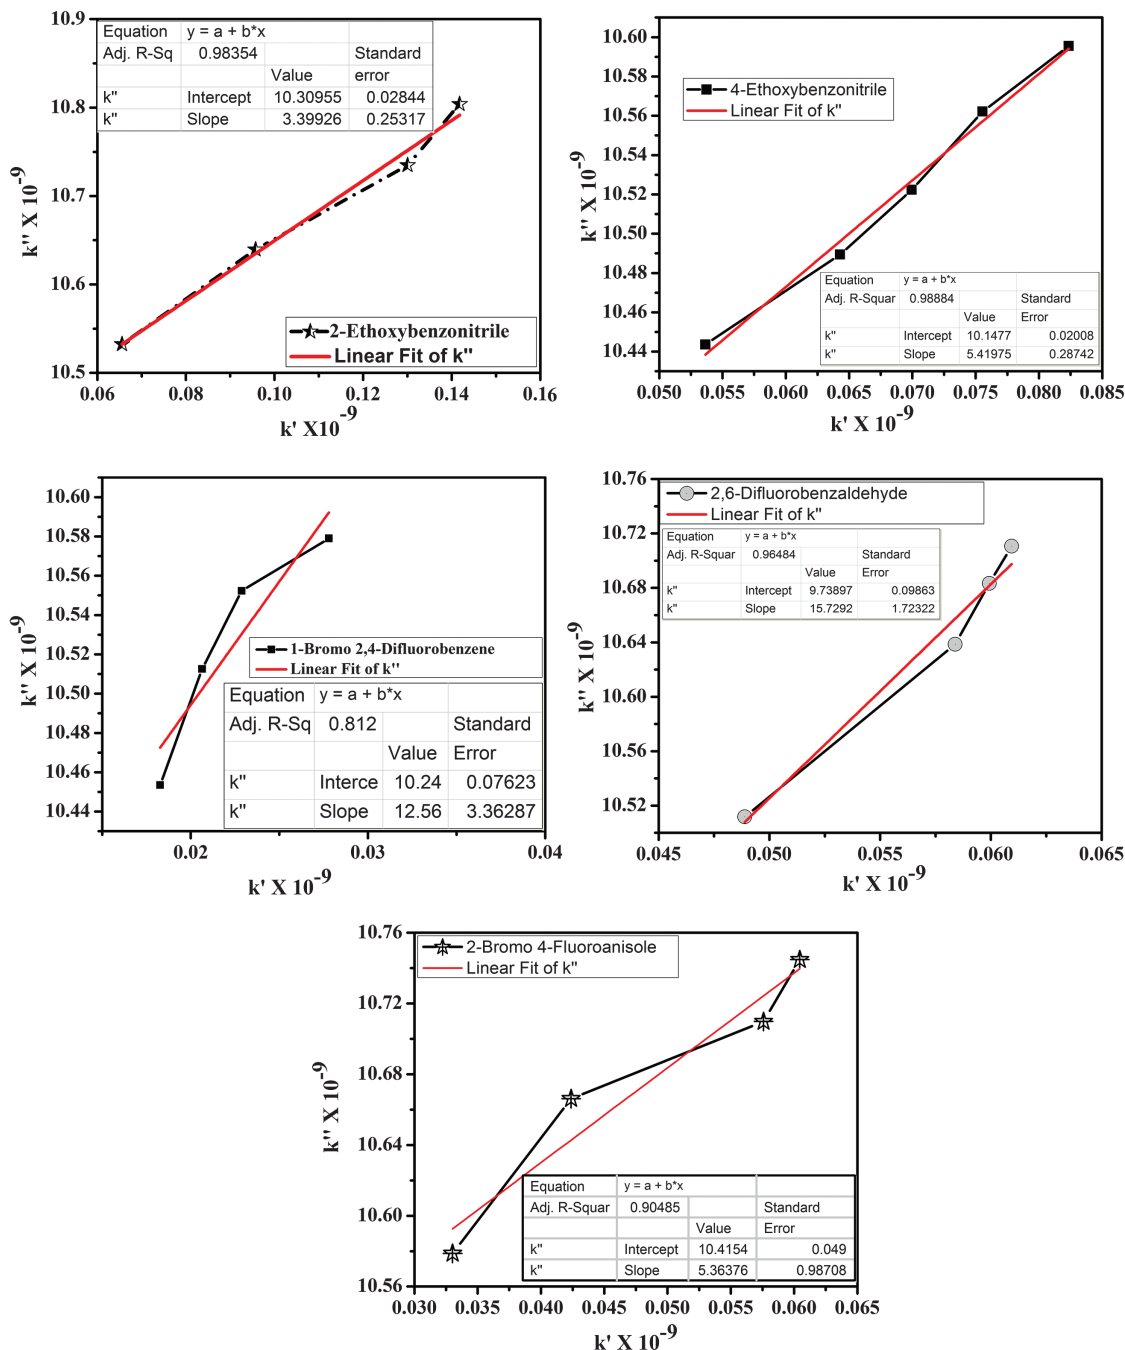 Equation y = a + b*x
Adj. R-Sq 0.98354 Standard
Value error
k" Intercept 10.30955 0.02844
k" Slope 3.39926 0.25317
10.9
10.8
10.7
10.6
10.5
k'' X 10-9
2-Ethoxybenzonitrile
Linear Fit of k''
0.06 0.08 0.10 0.12 0.14 0.16
k' X10-9
10.60
10.58
10.56
10.54
10.52
10.50
10.48
10.46
10.44
k'' X 10-9
4-Ethoxybenzonitrile
Linear Fit of k"
Equation y = a + b*x
Adj. R-Squar 0.98884 Standard
Value Error
k" Intercept 10.1477 0.02008
k" Slope 5.41975 0.28742
0.050 0.055 0.060 0.065 0.070 0.075 0.080 0.085
k' X 10-9
10.60
10.58
10.56
10.54
10.52
10.50
10.48
10.46
10.44
k'' X 10-9
1-Bromo 2,4-Difluorobenzene
Linear Fit of k''
Equation y = a + b*x
Adj. R-Sq 0.812 Standard
Value Error
k" Interce 10.24 0.07623
k" Slope 12.56 3.36287
0.02 0.03 0.04
k' X 10-9
10.76
10.72
10.68
10.64
10.60
10.56
10.52
k'' X 10-9
2,6-Difluorobenzaldehyde
Linear Fit of k"
Equation y = a + b*x
Adj. R-Squar 0.96484 Standard
Value Error
k" Intercept 9.73897 0.09863
k" Slope 15.7292 1.72322
0.045 0.050 0.055 0.060 0.065
k' X 10-9
10.76
10.72
10.68
10.64
10.60
10.56
k'' X 10-9
2-Bromo 4-Fluoroanisole
Linear Fit of k"
Equation y = a + b*x
Adj. R-Squar 0.90485 Standard
Value Error
k" Intercept 10.4154 0.049
k" Slope 5.36376 0.98708
0.030 0.035 0.040 0.045 0.050 0.055 0.060 0.065
k' X 10-9